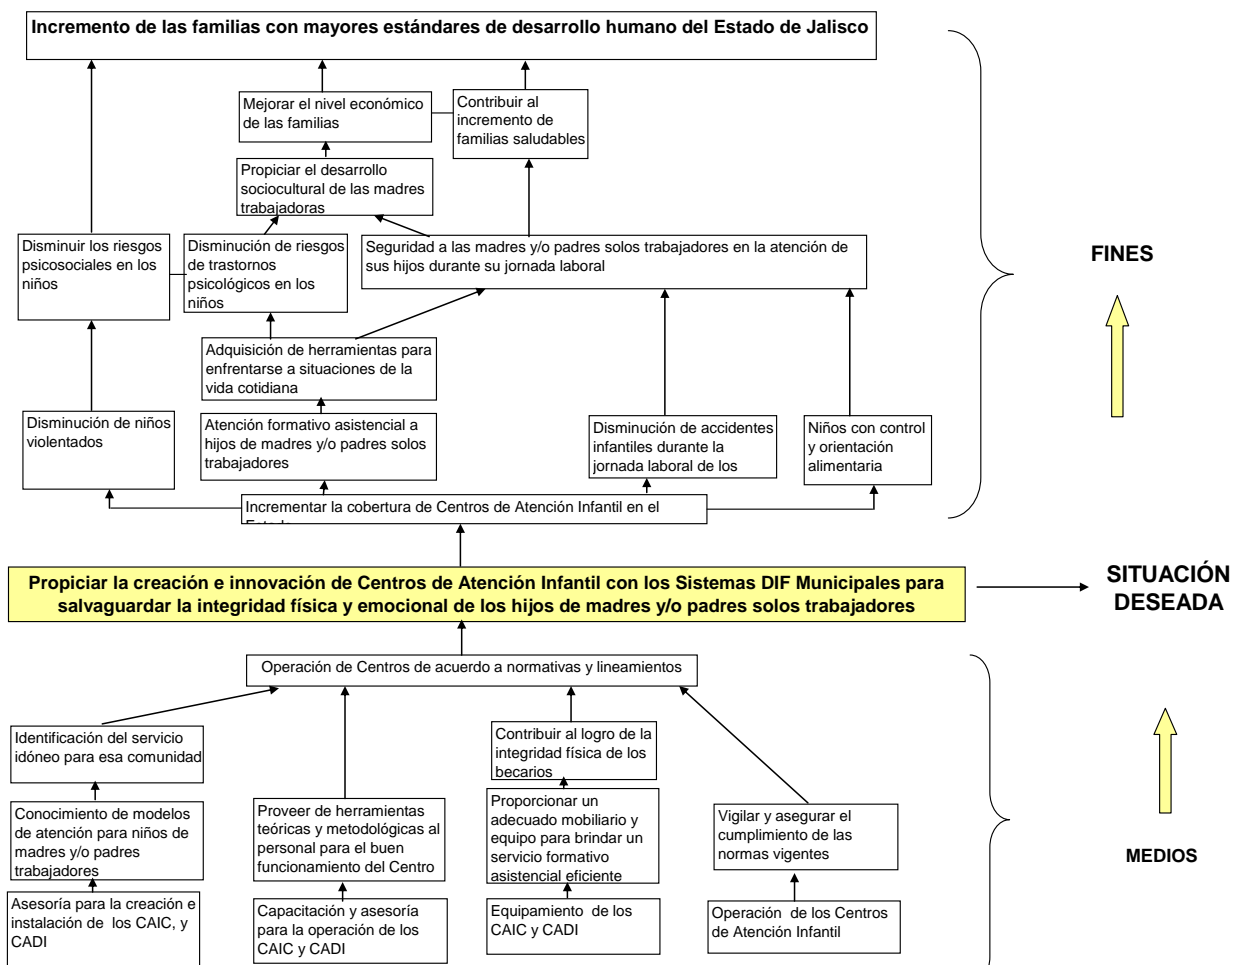 Incremento de las familias con mayores estándares de desarrollo humano del Estado de Jalisco
Mejorar el nivel económico
de las familias
Contribuir al
incremento de
familias saludables
Propiciar el desarrollo
sociocultural de las madres
trabajadoras
Disminuir los riesgos
psicosociales en los
niños
Disminución de riesgos
de trastornos
psicológicos en los
niños
Seguridad a las madres y/o padres solos trabajadores en la atención de
sus hijos durante su jornada laboral
FINES
Adquisición de herramientas para
enfrentarse a situaciones de la
vida cotidiana
Disminución de niños
violentados
Atención formativo asistencial a
hijos de madres y/o padres solos
trabajadores
Disminución de accidentes
infantiles durante la
jornada laboral de los
Niños con control
y orientación
alimentaria
Incrementar la cobertura de Centros de Atención Infantil en el
Propiciar la creación e innovación de Centros de Atención Infantil con los Sistemas DIF Municipales para
salvaguardar la integridad física y emocional de los hijos de madres y/o padres solos trabajadores
SITUACIÓN
DESEADA
Operación de Centros de acuerdo a normativas y lineamientos
Identificación del servicio
idóneo para esa comunidad
Contribuir al logro de la
integridad física de los
becarios
Conocimiento de modelos
de atención para niños de
madres y/o padres
trabajadores
Proveer de herramientas
teóricas y metodológicas al
personal para el buen
funcionamiento del Centro
Proporcionar un
adecuado mobiliario y
equipo para brindar un
servicio formativo
asistencial eficiente
Vigilar y asegurar el
cumplimiento de las
normas vigentes
MEDIOS
Asesoría para la creación e
instalación de los CAIC, y
CADI
Capacitación y asesoría
para la operación de los
CAIC y CADI
Equipamiento de los
CAIC y CADI
Operación de los Centros
de Atención Infantil